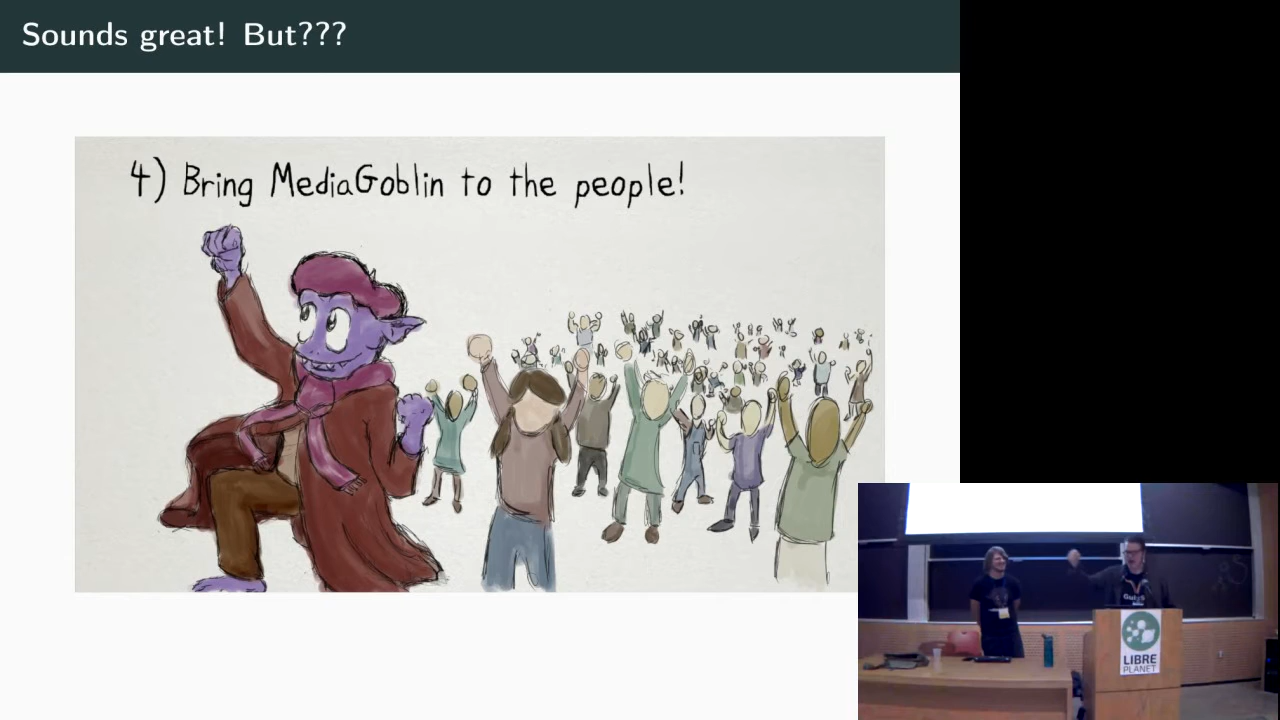 Sounds great! But???
4) Bring MediaGoblin to the people!
LIBRE
PLANET